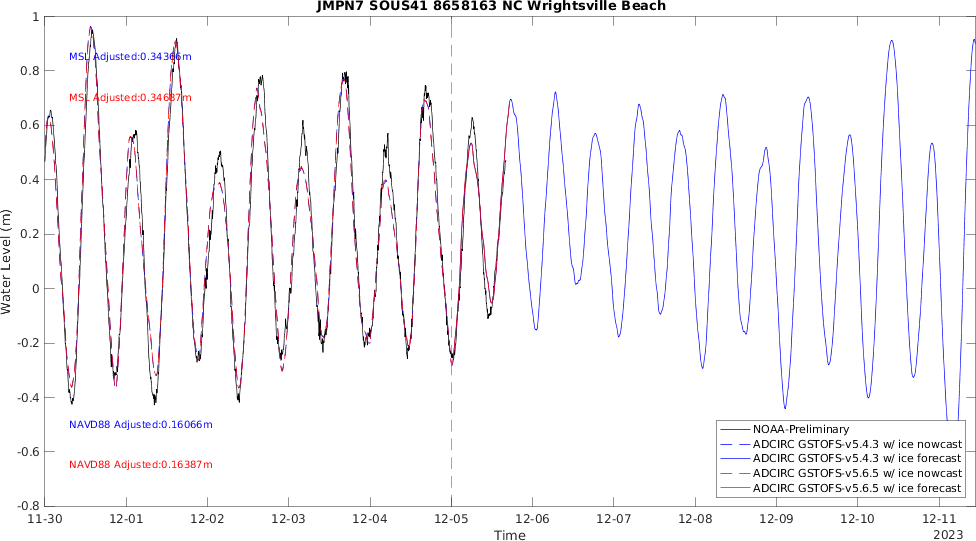 JMPN7 SOUS41 8658163 NC Wrightsville Beach
1
0.8
0.6
0.4
0.2
0
-0.2
-0.4
-0.6
-0.8
Water Level (m)
MSL Adjusted:0.34366m
MSL Adjusted:0.34687m
NAVD88 Adjusted:0.16066m
NAVD88 Adjusted:0.16387m
NOAA-Preliminary
ADCIRC GSTOFS-v5.4.3 w/ ice nowcast
ADCIRC GSTOFS-v5.4.3 w/ ice forecast
ADCIRC GSTOFS-v5.6.5 w/ ice nowcast
ADCIRC GSTOFS-v5.6.5 w/ ice forecast
11-30 12-01 12-02 12-03 12-04 12-05 12-06 12-07 12-08 12-09 12-10 12-11
Time
2023